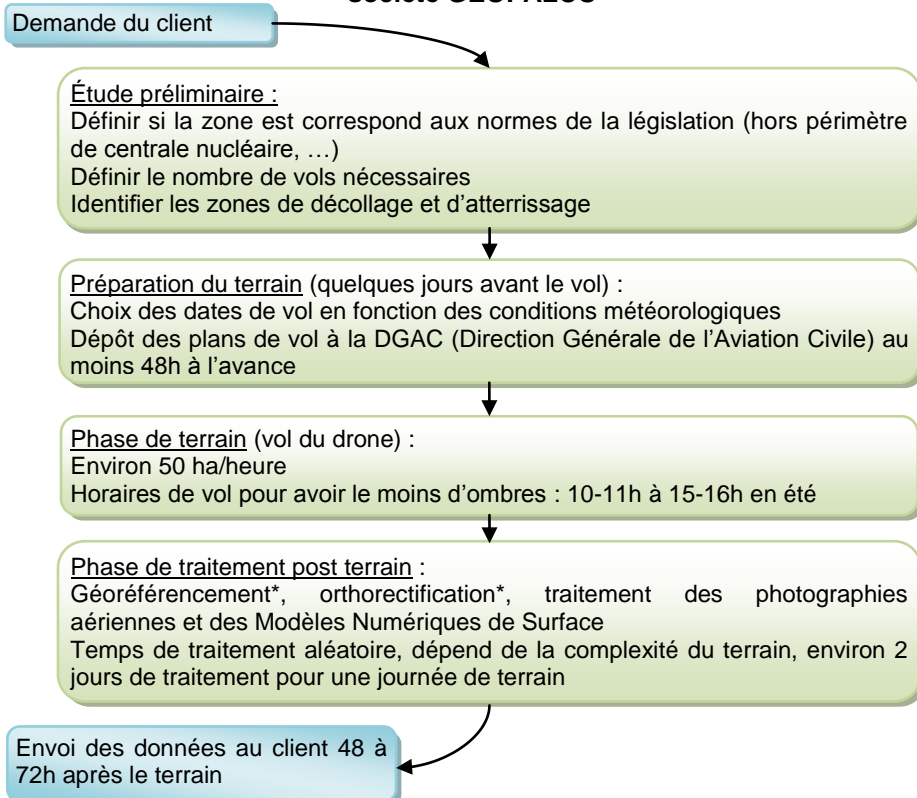 Demande du client
Étude préliminaire :
Définir si la zone est correspond aux normes de la législation (hors périmètre
de centrale nucléaire, …)
Définir le nombre de vols nécessaires
Identifier les zones de décollage et d'atterrissage
Préparation du terrain (quelques jours avant le vol) :
Choix des dates de vol en fonction des conditions météorologiques
Dépôt des plans de vol à la DGAC (Direction Générale de l'Aviation Civile) au
moins 48h à l'avance
Phase de terrain (vol du drone) :
Environ 50 ha/heure
Horaires de vol pour avoir le moins d'ombres : 10-11h à 15-16h en été
Phase de traitement post terrain :
Géoréférencement*, orthorectification*, traitement des photographies
aériennes et des Modèles Numériques de Surface
Temps de traitement aléatoire, dépend de la complexité du terrain, environ 2
jours de traitement pour une journée de terrain
Envoi des données au client 48 à
72h après le terrain